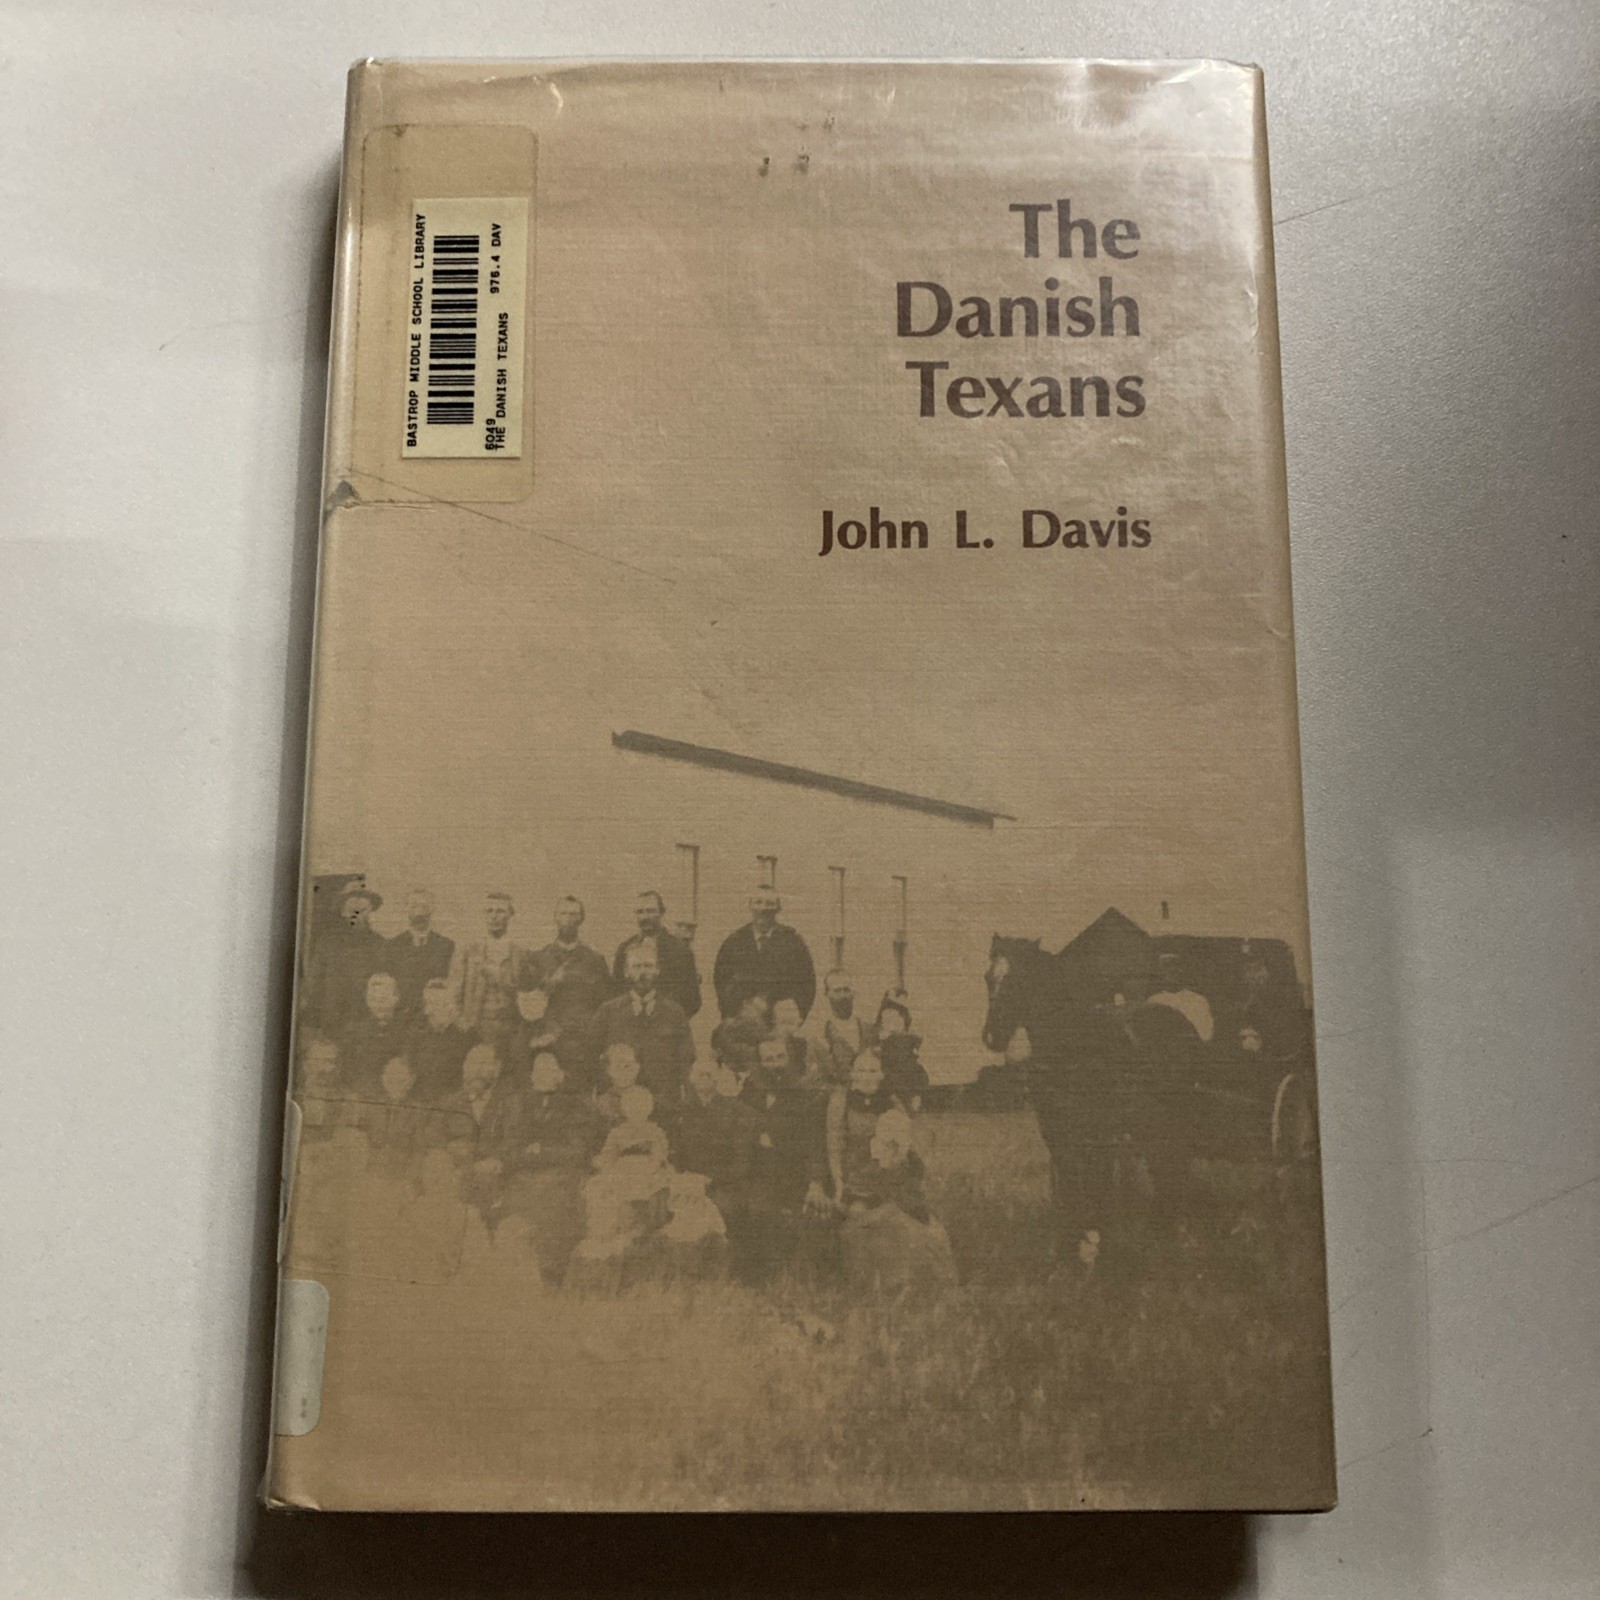 The
Danish
Texans
John L. Davis
BASTROP MIDDLE SCHOOL LIBRARY
6049
THE DANISH TEXANS 976.4 DAV